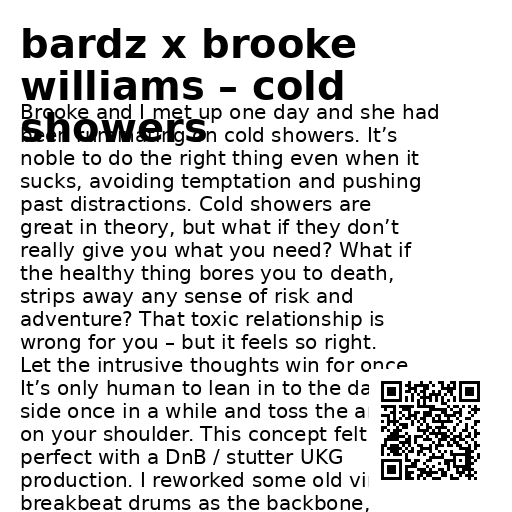 bardz x brooke
williams – cold
showers
Brooke and I met up one day and she had
been ruminating on cold showers. It’s
noble to do the right thing even when it
sucks, avoiding temptation and pushing
past distractions. Cold showers are
great in theory, but what if they don’t
really give you what you need? What if
the healthy thing bores you to death,
strips away any sense of risk and
adventure? That toxic relationship is
wrong for you – but it feels so right.
Let the intrusive thoughts win for once
It’s only human to lean in to the
side once in a while and toss the
on your shoulder. This concept felt
perfect with a DnB / stutter UKG
production. I reworked some old
breakbeat drums as the backbone,